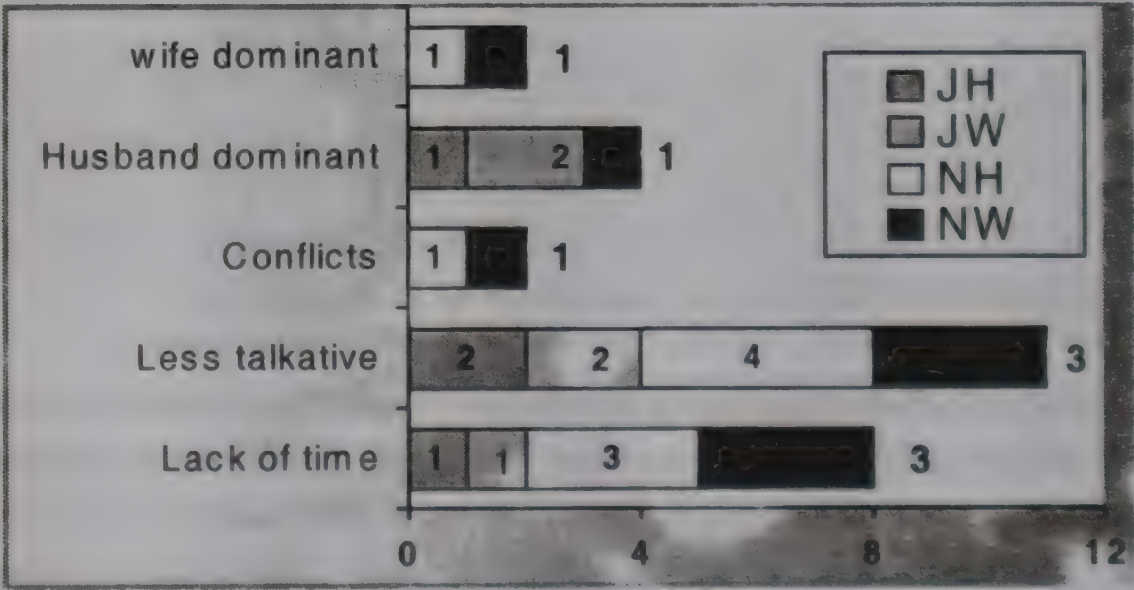 wife dominant 1 1
Husband dominant 1 2 1
Conflicts 1 1
Less talkative 2 2 4 3
Lack of time 1 1 3 3
0 4 8 12
JH
JW
NH
NW